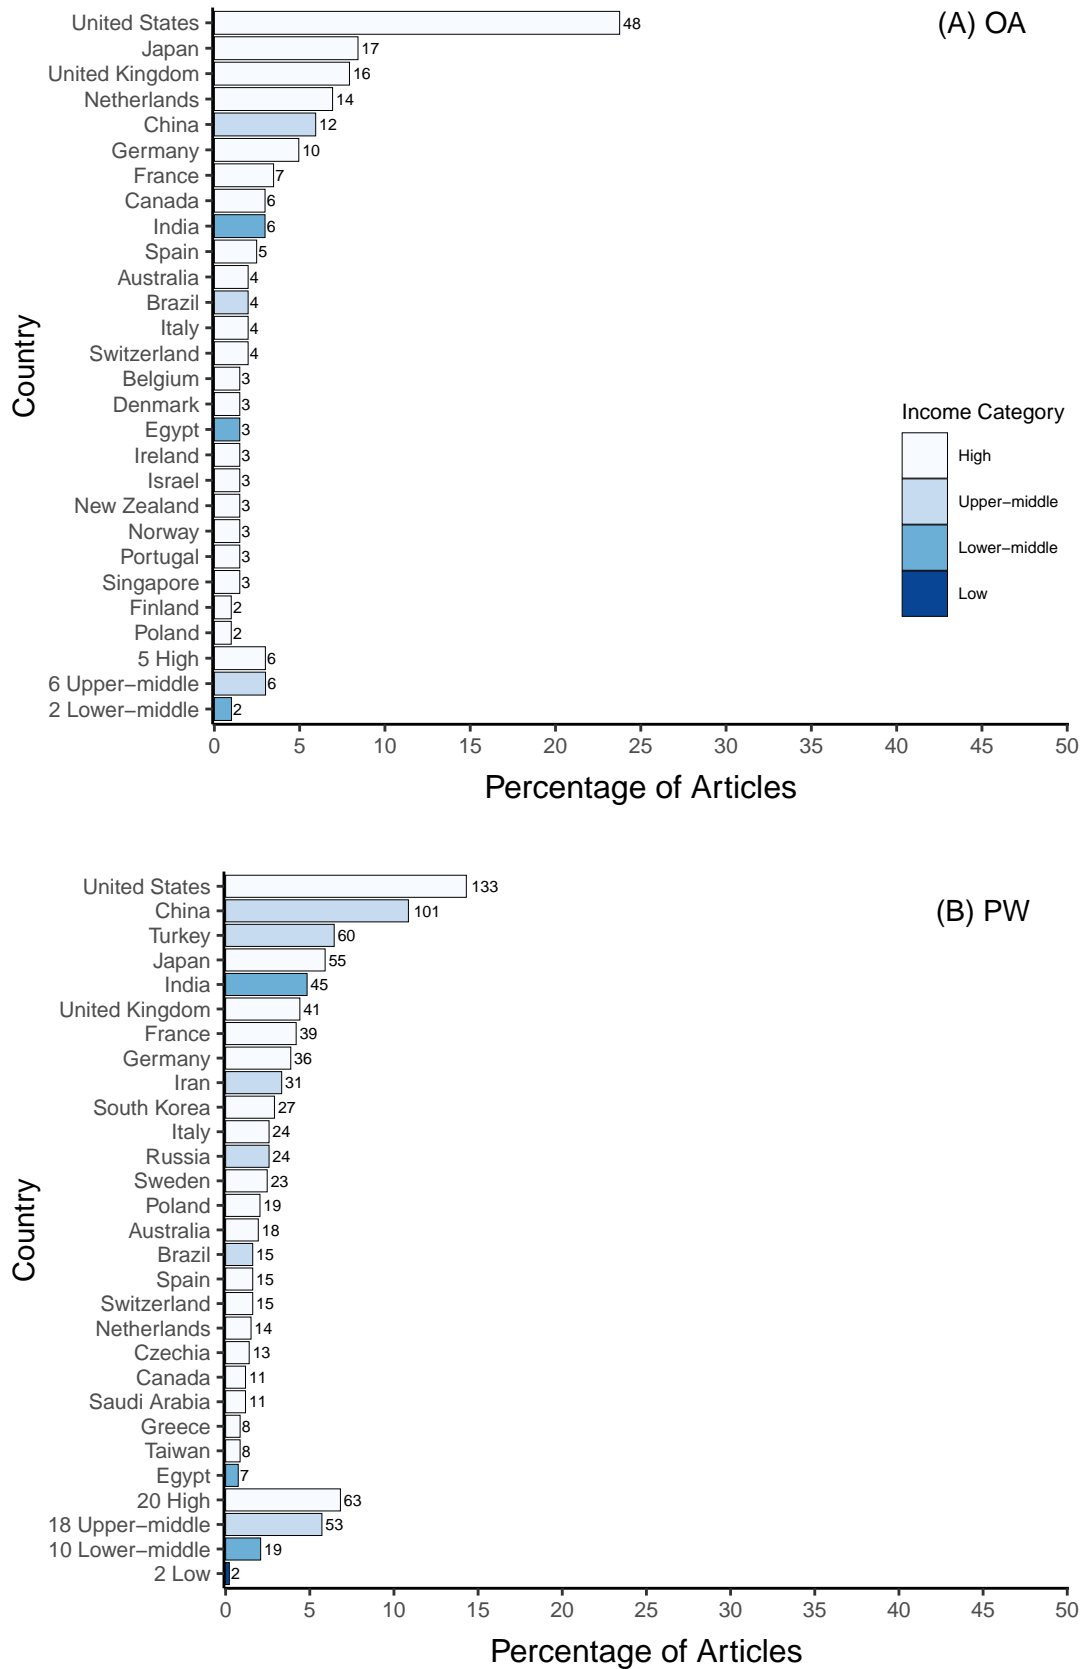 (A) OA
United States 48
Japan 17
United Kingdom 16
Netherlands 14
China 12
Germany 10
France 7
Canada 6
India 6
Spain 5
Australia 4
Brazil 4
Italy 4
Switzerland 4
Belgium 3
Denmark 3
Egypt 3
Ireland 3
Israel 3
New Zealand 3
Norway 3
Portugal 3
Singapore 3
Finland 2
Poland 2
5 High 6
6 Upper−middle 6
2 Lower−middle 2
Country
Income Category
High
Upper−middle
Lower−middle
Low
0 5 10 15 20 25 30 35 40 45 50
Percentage of Articles
(B) PW
United States 133
China 101
Turkey 60
Japan 55
India 45
United Kingdom 41
France 39
Germany 36
Iran 31
South Korea 27
Italy 24
Russia 24
Sweden 23
Poland 19
Australia 18
Brazil 15
Spain 15
Switzerland 15
Netherlands 14
Czechia 13
Canada 11
Saudi Arabia 11
Greece 8
Taiwan 8
Egypt 7
20 High 63
18 Upper−middle 53
10 Lower−middle 19
2 Low 2
Country
0 5 10 15 20 25 30 35 40 45 50
Percentage of Articles